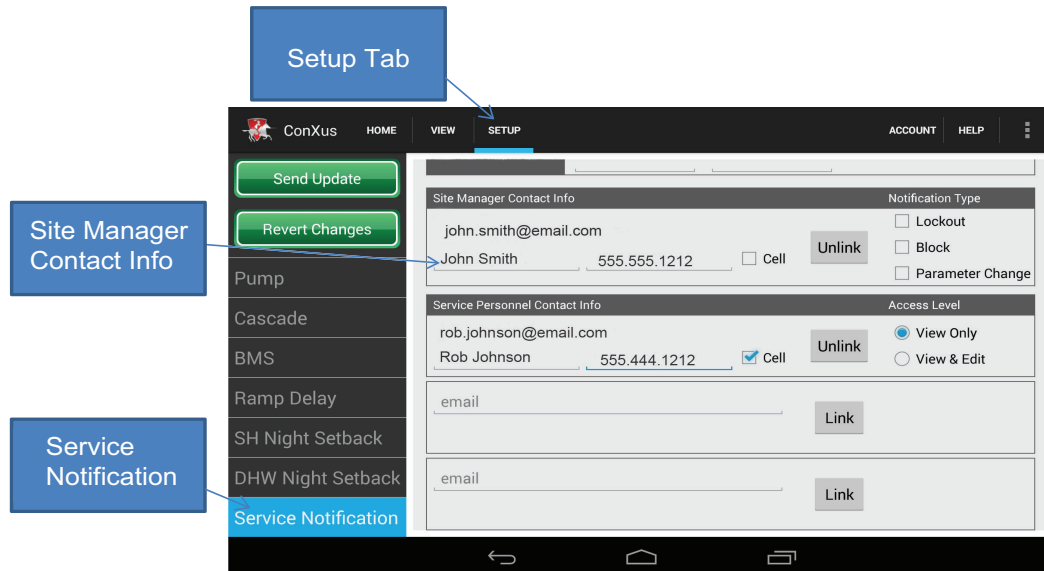 Setup Tab
ConXus HOME VIEW SETUP ACCOUNT HELP
Send Update
Revert Changes
Pump
Cascade
BMS
Ramp Delay
SH Night Setback
DHW Night Setback
Service Notification
Site Manager
Contact Info
Service
Notification
Site Manager Contact Info Notification Type
john.smith@email.com
John Smith 555.555.1212 Cell Unlink
Lockout
Block
Parameter Change
Service Personnel Contact Info Access Level
rob.johnson@email.com
Rob Johnson 555.444.1212 Cell Unlink
View Only
View & Edit
email
Link
email
Link